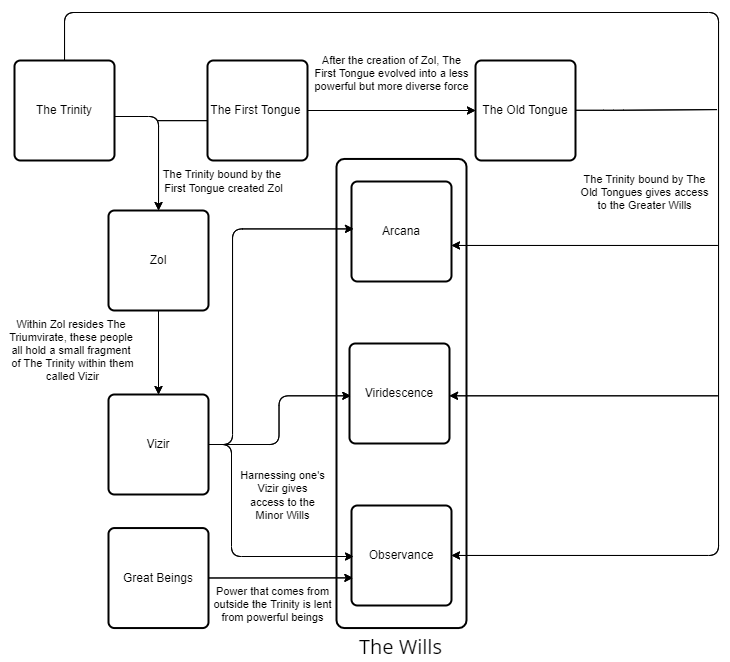 After the creation of Zol, The
First Tongue evolved into a less
powerful but more diverse force
The Trinity
The First Tongue
The Old Tongue
The Trinity bound by the
First Tongue created Zol
The Trinity bound by The
Old Tongues gives access
to the Greater Wills
Arcana
Zol
Within Zol resides The
Triumvirate, these people
all hold a small fragment
of The Trinity within them
called Vizir
Viridescence
Vizir
Harnessing one's
Vizir gives
access to the
Minor Wills
Observance
Great Beings
Power that comes from
outside the Trinity is lent
from powerful beings
The Wills